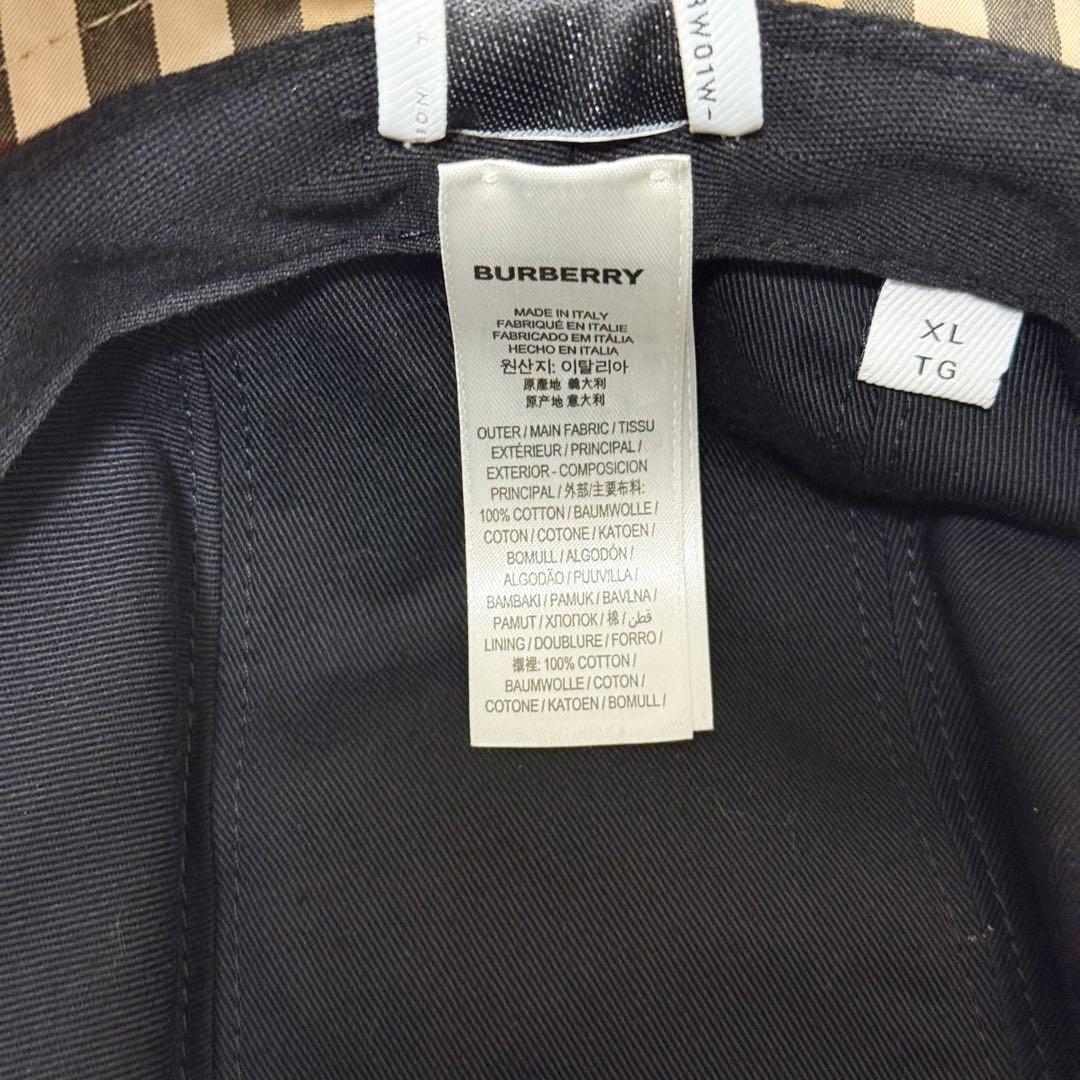 RW01W-
BURBERRY
MADE IN ITALY
FABRIQUÉ EN ITALIE
FABRICADO EM ITÁLIA
HECHO EN ITALIA
원산지: 이탈리아
原產地 義大利
原产地 意大利
OUTER / MAIN FABRIC / TISSU
EXTÉRIEUR / PRINCIPAL /
EXTERIOR - COMPOSICION
PRINCIPAL / 外部/主要布料:
100% COTTON / BAUMWOLLE /
COTON / COTONE / KATOEN /
BOMULL / ALGODÓN /
ALGODÃO / PUUVILLA /
BAMBAKI / PAMUK / BAVLNA /
PAMUT / ХЛОПОК / 棉 / قطن
LINING / DOUBLURE / FORRO /
襯裡: 100% COTTON /
BAUMWOLLE / COTON /
COTONE / KATOEN / BOMULL /
XL
TG